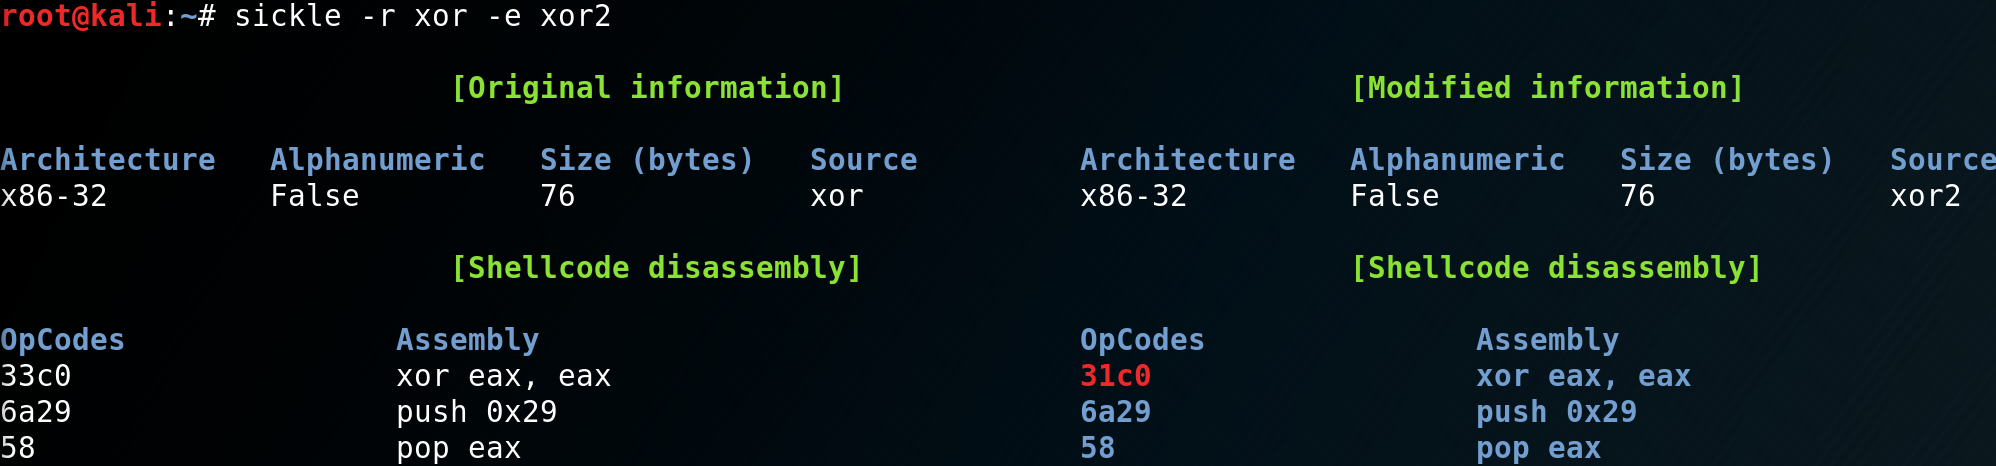 root@kali:~# sickle -r xor -e xor2
[Original information] [Modified information]
Architecture Alphanumeric Size (bytes) Source Architecture Alphanumeric Size (bytes) Source
x86-32 False 76 xor x86-32 False 76 xor2
[Shellcode disassembly] [Shellcode disassembly]
OpCodes Assembly OpCodes Assembly
33c0 xor eax, eax 31c0 xor eax, eax
6a29 push 0x29 6a29 push 0x29
58 pop eax 58 pop eax